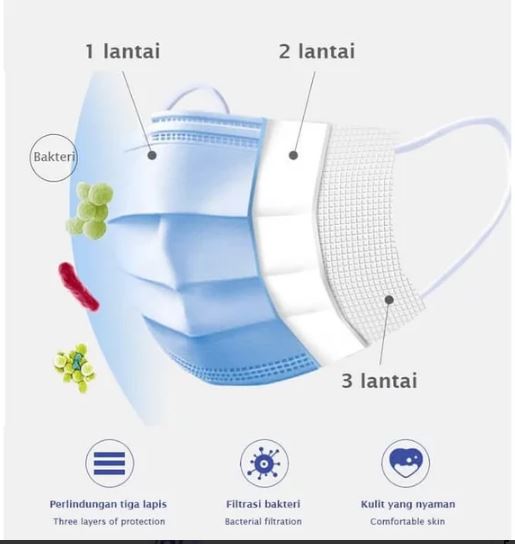 1 lantai
2 lantai
Bakteri
3 lantai
Perlindungan tiga lapis
Three layers of protection
Filtrasi bakteri
Bacterial filtration
Kulit yang nyaman
Comfortable skin